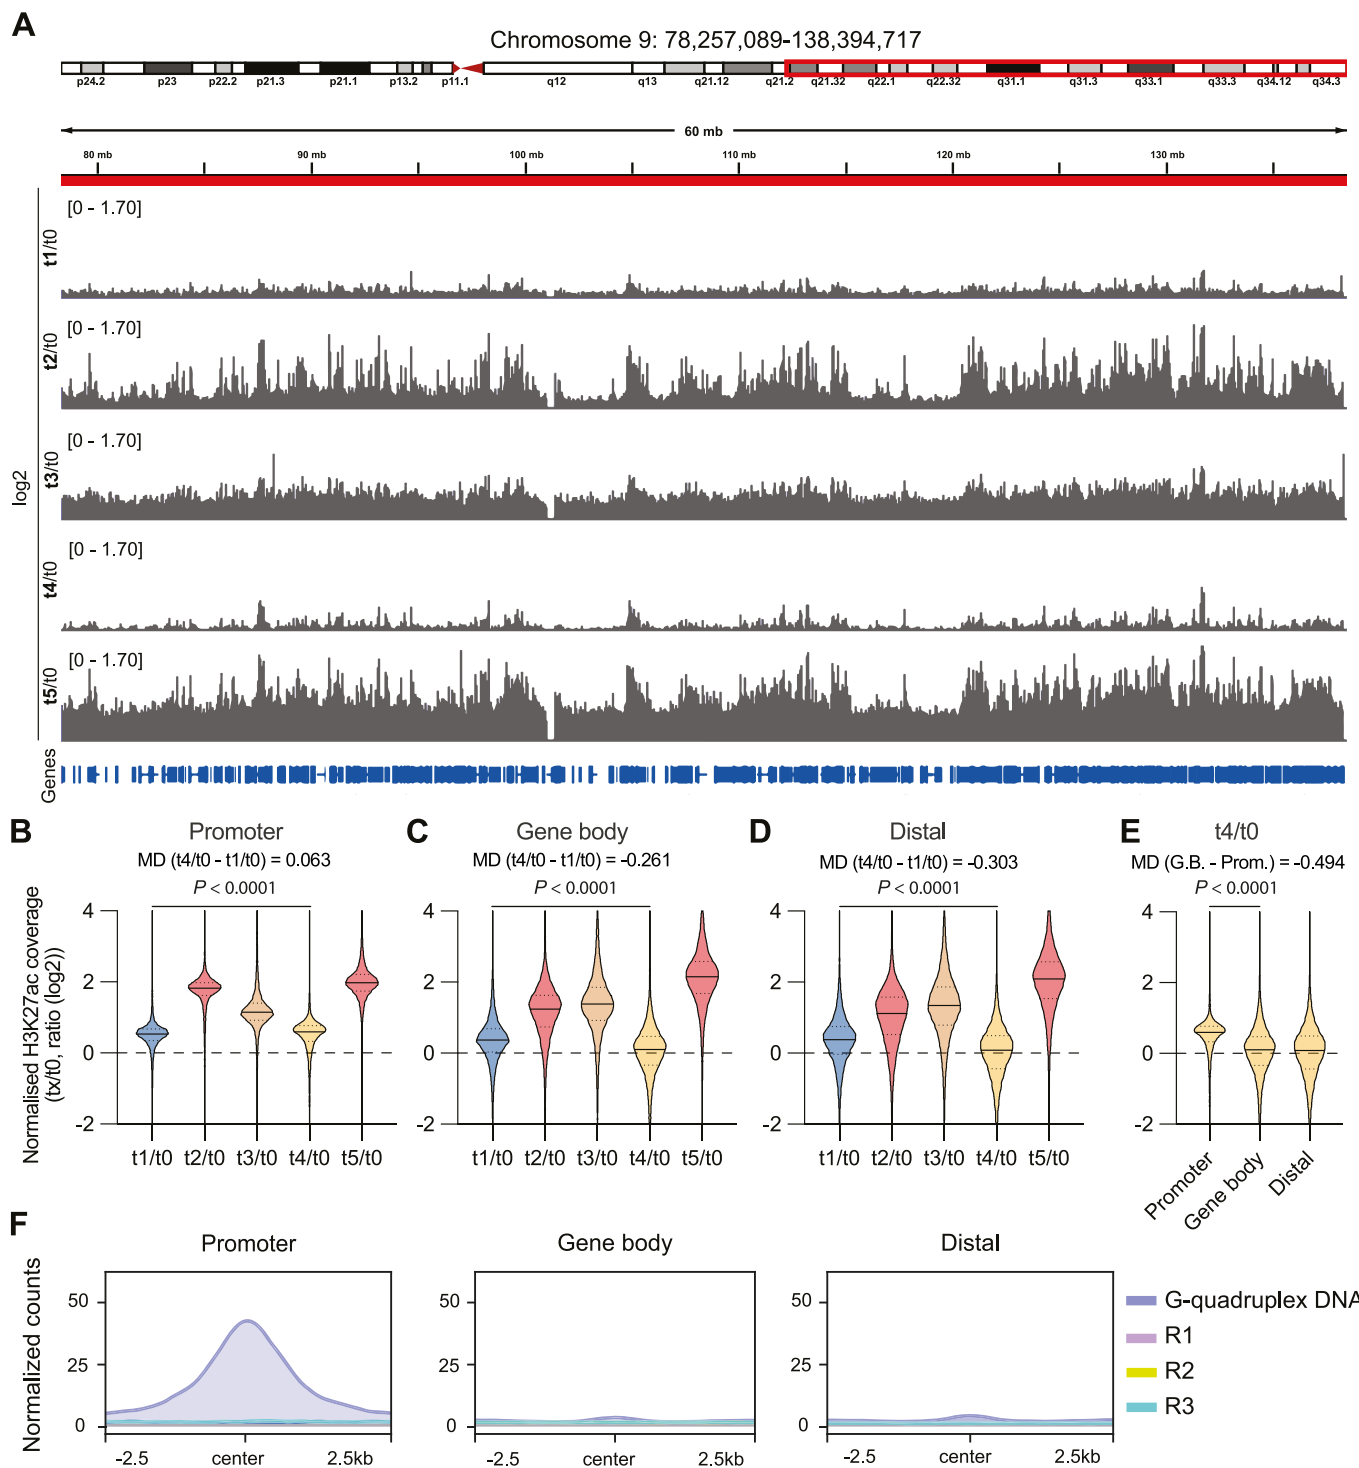 A
Chromosome 9: 78,257,089-138,394,717
p24.2 p23 p22.2 p21.3 p21.1 p13.2 p11.1 q12 q13 q21.12 q21.2 q21.32 q22.1 q22.32 q31.1 q31.3 q33.1 q33.3 q34.12 q34.3
60 mb
80 mb 90 mb 100 mb 110 mb 120 mb 130 mb
log2
t1/t0 [0 - 1.70]
t2/t0 [0 - 1.70]
t3/t0 [0 - 1.70]
t4/t0 [0 - 1.70]
t5/t0 [0 - 1.70]
Genes
B Promoter
MD (t4/t0 - t1/t0) = 0.063
P < 0.0001
Normalised H3K27ac coverage
(tx/t0, ratio (log2))
4
2
0
-2
t1/t0 t2/t0 t3/t0 t4/t0 t5/t0
C Gene body
MD (t4/t0 - t1/t0) = -0.261
P < 0.0001
4
2
0
-2
t1/t0 t2/t0 t3/t0 t4/t0 t5/t0
D Distal
MD (t4/t0 - t1/t0) = -0.303
P < 0.0001
4
2
0
-2
t1/t0 t2/t0 t3/t0 t4/t0 t5/t0
E t4/t0
MD (G.B. - Prom.) = -0.494
P < 0.0001
4
2
0
-2
Promoter Gene body Distal
F
Normalized counts
Promoter
50
25
0
-2.5 center 2.5kb
Gene body
50
25
0
-2.5 center 2.5kb
Distal
50
25
0
-2.5 center 2.5kb
G-quadruplex DNA
R1
R2
R3